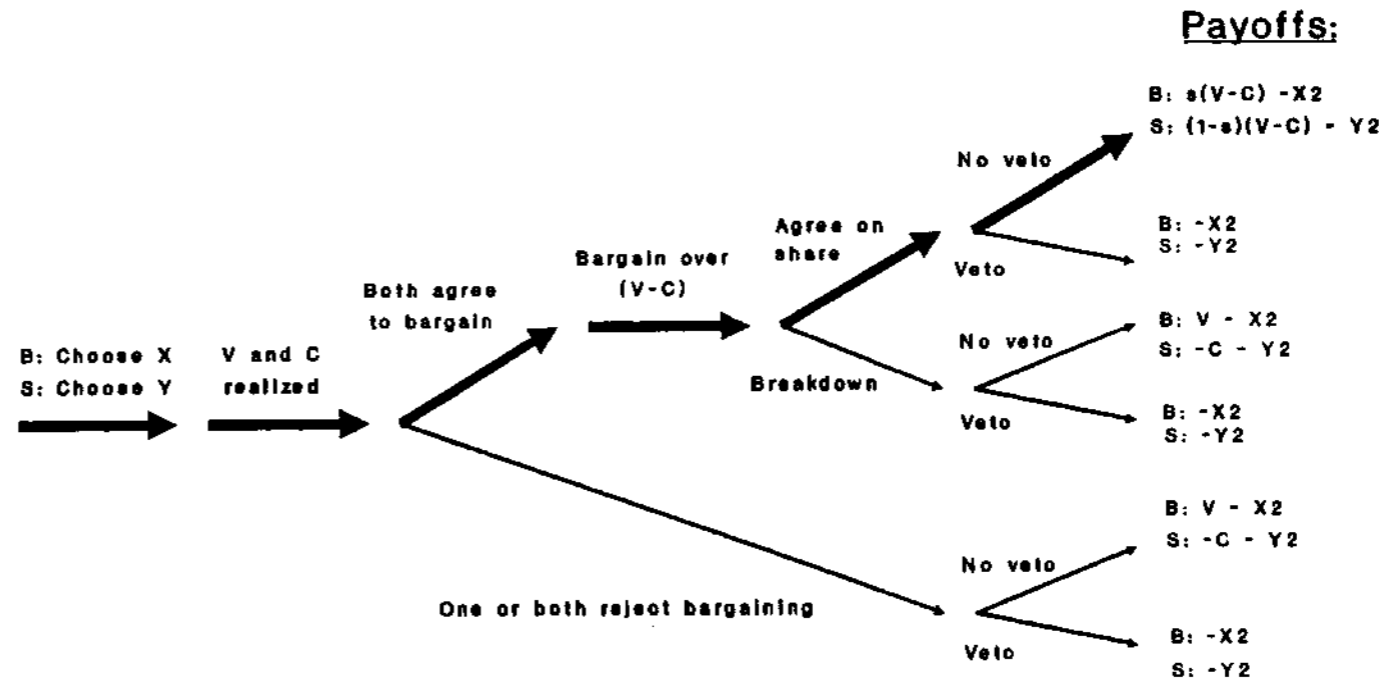 Payoffs:
B: s(V-C) -X2
S: (1-s)(V-C) - Y2
No veto
B: -X2
S: -Y2
Agree on
share
Veto
Bargain over
(V-C)
Both agree
to bargain
B: V - X2
S: -C - Y2
No veto
Breakdown
Veto
B: -X2
S: -Y2
B: Choose X
S: Choose Y
V and C
realized
B: V - X2
S: -C - Y2
No veto
One or both reject bargaining
Veto
B: -X2
S: -Y2